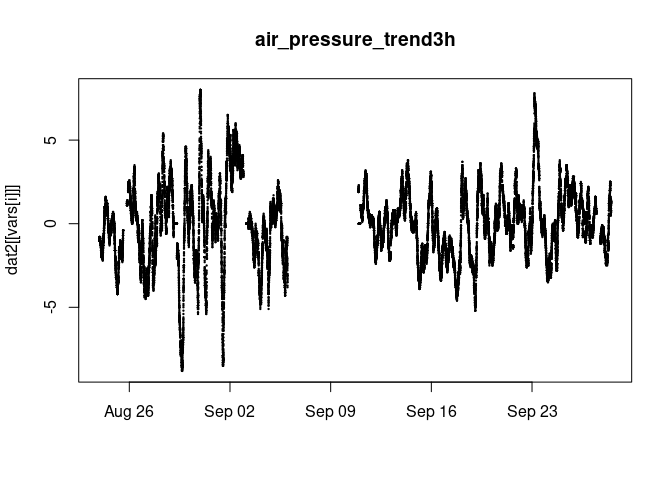 air_pressure_trend3h
dat2[[vars[i]]]
5
0
-5
Aug 26 Sep 02 Sep 09 Sep 16 Sep 23